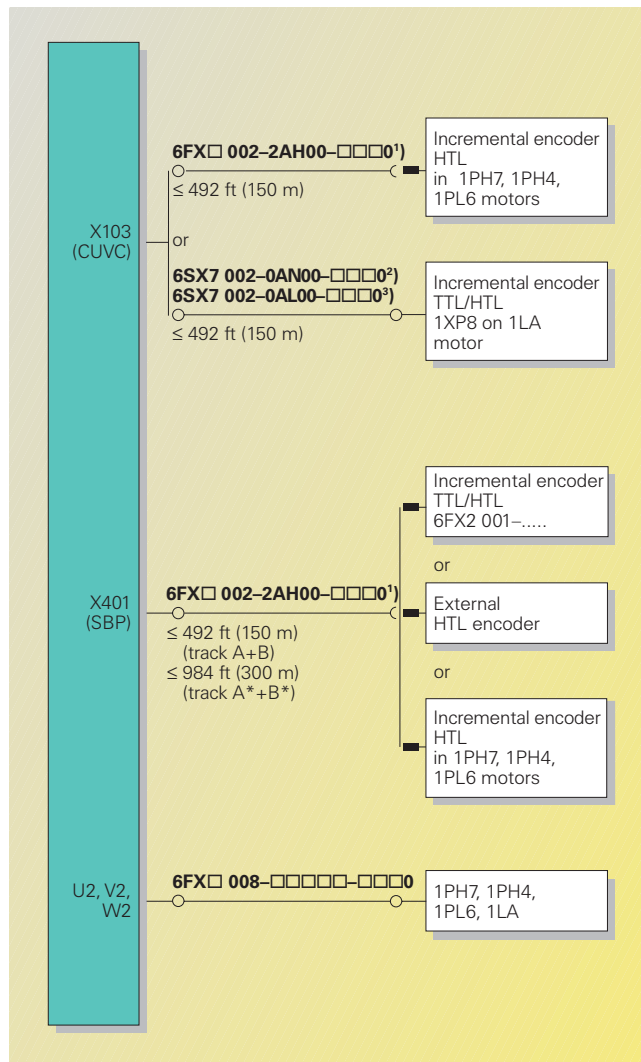 6FX□ 002–2AH00–□□□0¹)
≤ 492 ft (150 m)
Incremental encoder
HTL
in 1PH7, 1PH4,
1PL6 motors
X103
(CUVC)
or
6SX7 002–0AN00–□□□0²)
6SX7 002–0AL00–□□□0³)
≤ 492 ft (150 m)
Incremental encoder
TTL/HTL
1XP8 on 1LA
motor
Incremental encoder
TTL/HTL
6FX2 001–.....
or
X401
(SBP)
6FX□ 002–2AH00–□□□0¹)
≤ 492 ft (150 m)
(track A+B)
≤ 984 ft (300 m)
(track A*+B*)
External
HTL encoder
or
Incremental encoder
HTL
in 1PH7, 1PH4,
1PL6 motors
U2, V2,
W2
6FX□ 008–□□□□□–□□□0
1PH7, 1PH4,
1PL6, 1LA